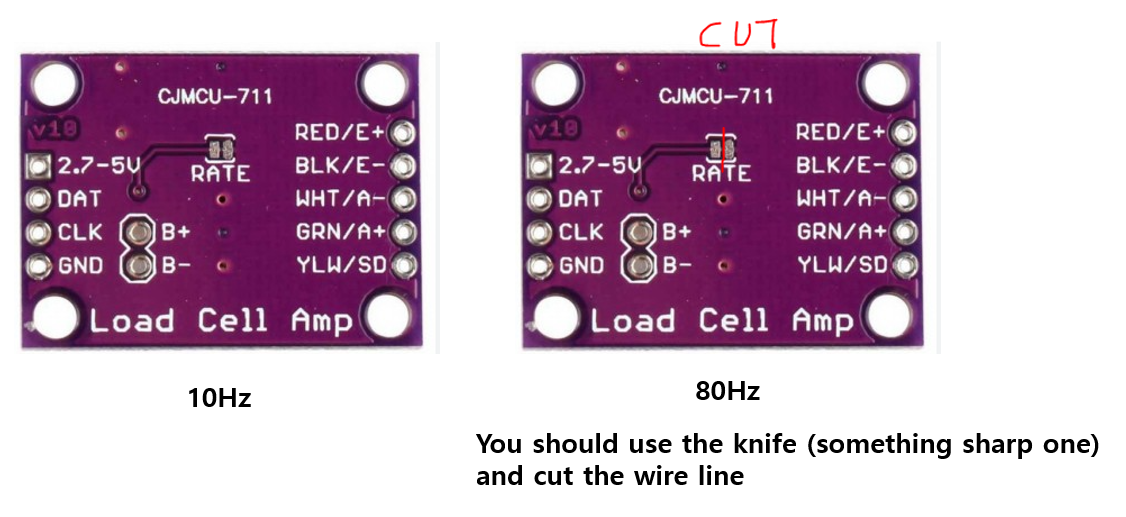 CUT
CJMCU-711
v10
RED/E+
2.7-5V
BLK/E-
RATE
DAT
WHT/A-
CLK
B+
GRN/A+
GND
B-
YLW/SD
Load Cell Amp
CJMCU-711
v10
RED/E+
2.7-5V
BLK/E-
RATE
DAT
WHT/A-
CLK
B+
GRN/A+
GND
B-
YLW/SD
Load Cell Amp
10Hz
80Hz
You should use the knife (something sharp one)
and cut the wire line